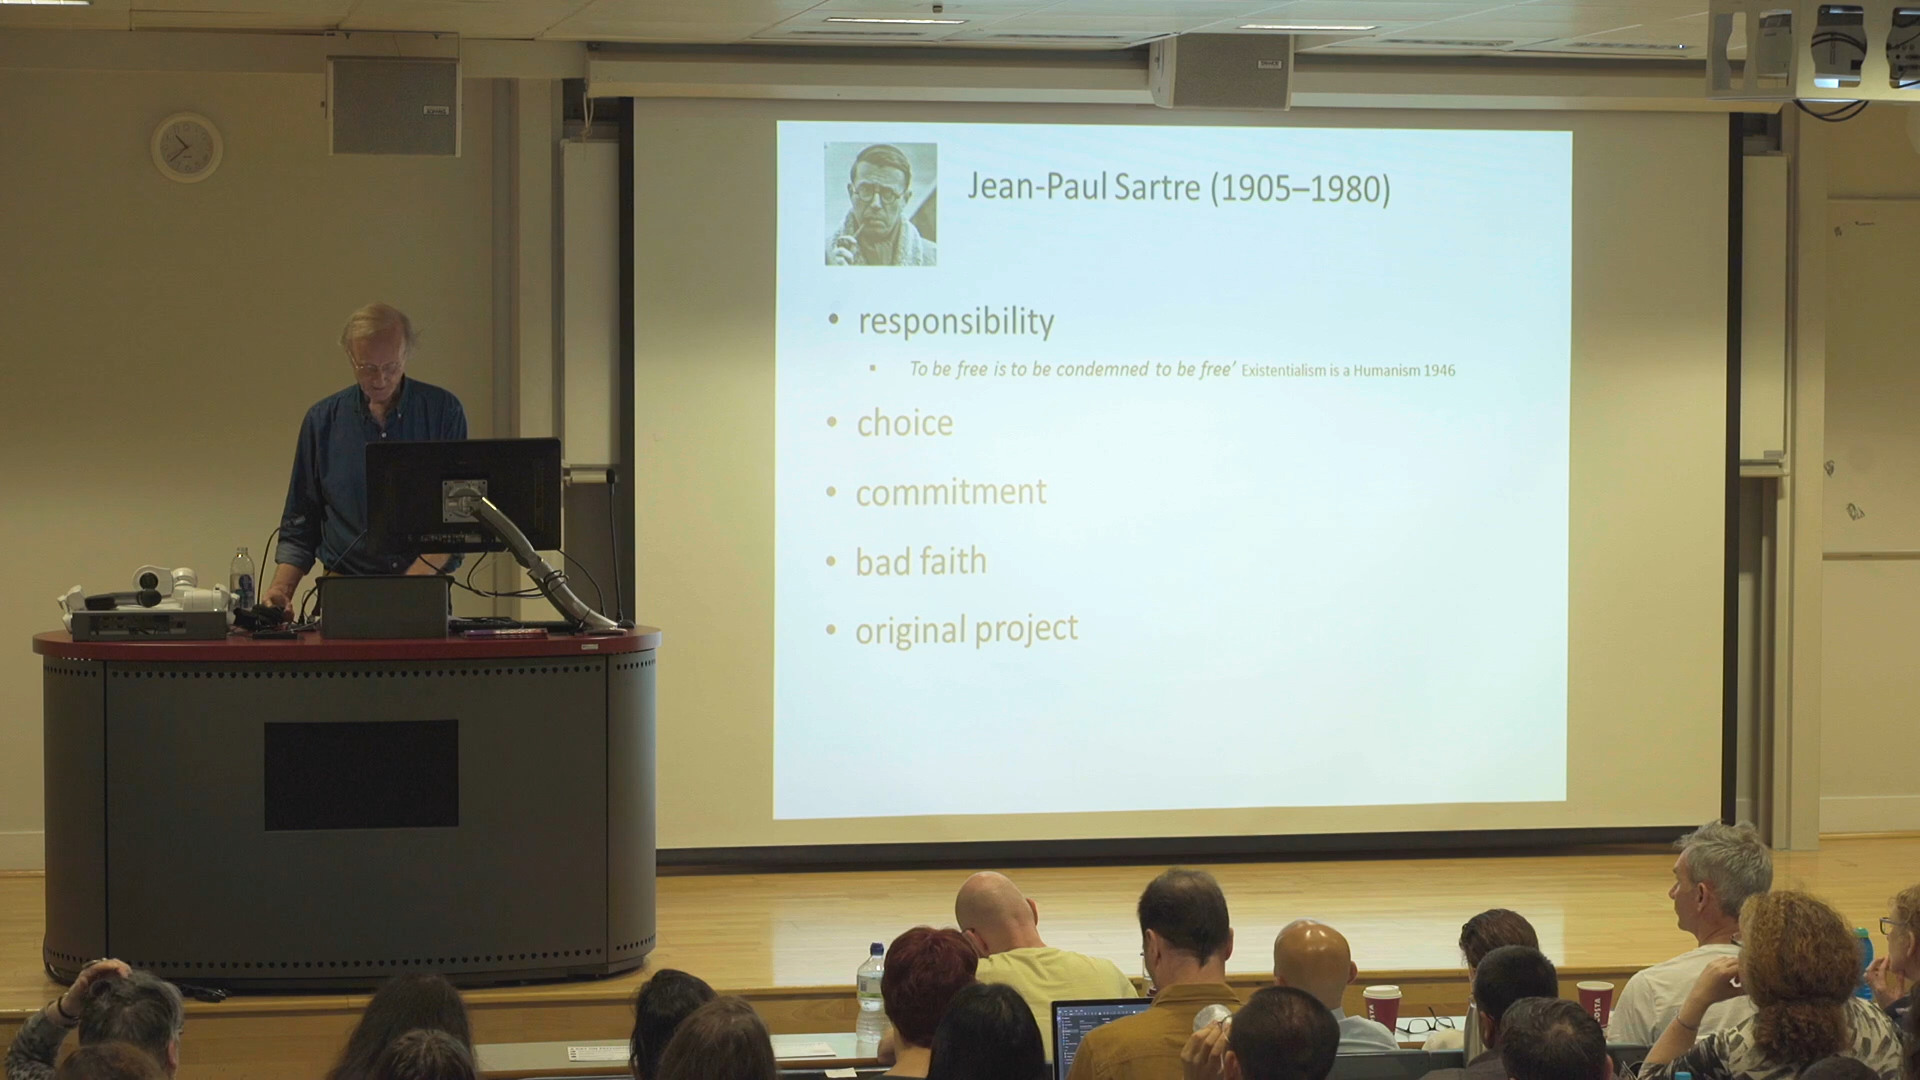 Jean-Paul Sartre (1905–1980)
• responsibility
▪ To be free is to be condemned to be free’ Existentialism is a Humanism 1946
• choice
• commitment
• bad faith
• original project
COSTA